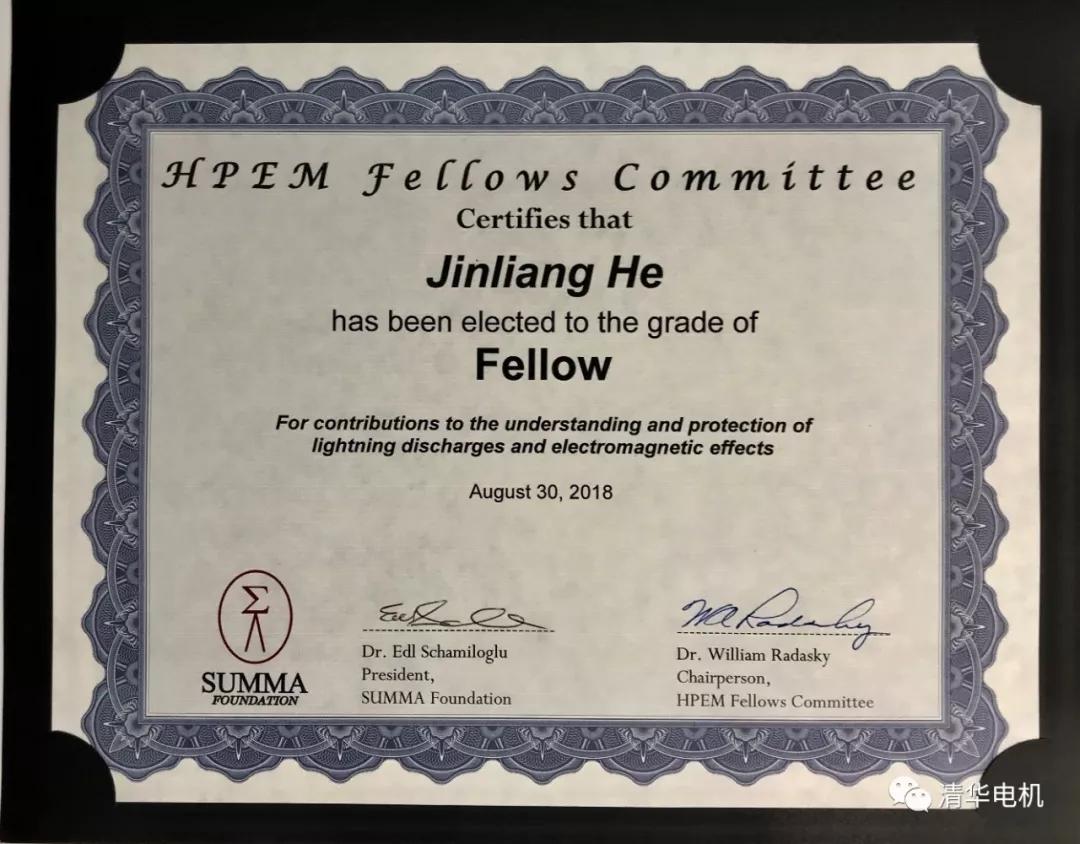 HPEM Fellows Committee
Certifies that
Jinliang He
has been elected to the grade of
Fellow
For contributions to the understanding and protection of
lightning discharges and electromagnetic effects
August 30, 2018
Σ
SUMMA
FOUNDATION
Dr. Edl Schamiloglu
President,
SUMMA Foundation
Dr. William Radasky
Chairperson,
HPEM Fellows Committee
清华电机